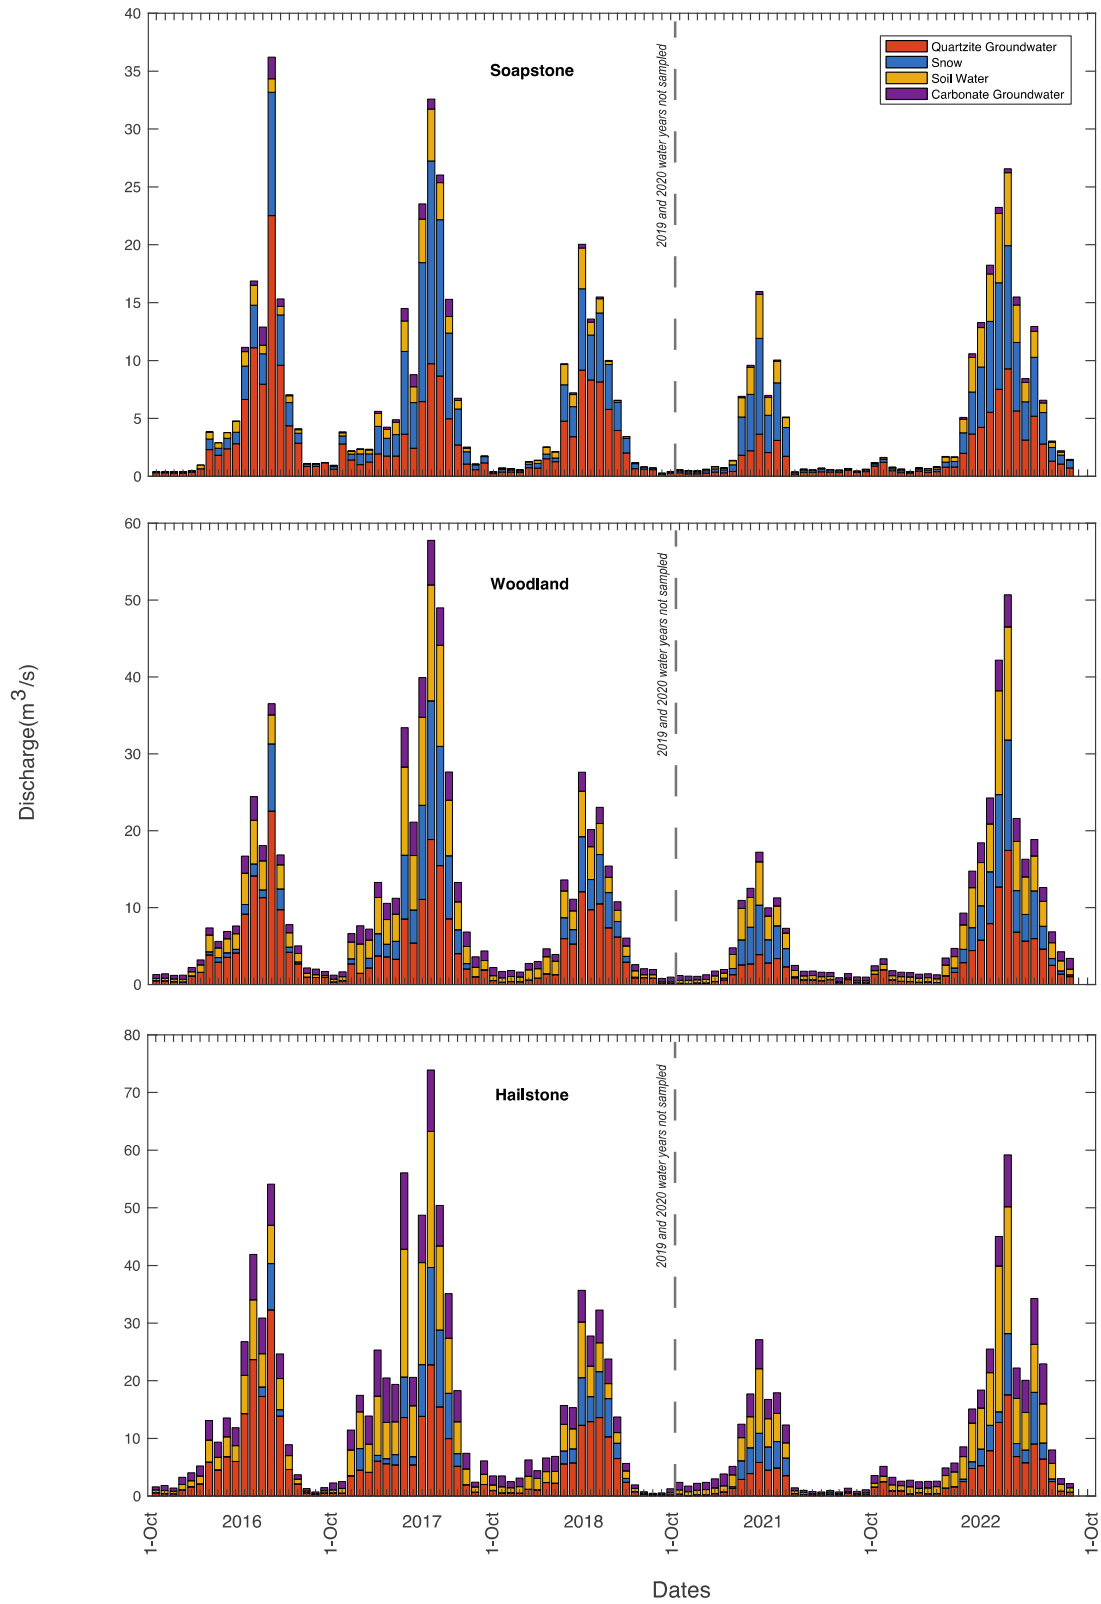 40
35
30
25
20
15
10
5
0
Soapstone
2019 and 2020 water years not sampled
Quartzite Groundwater
Snow
Soil Water
Carbonate Groundwater
60
50
40
30
20
10
0
Woodland
2019 and 2020 water years not sampled
Discharge(m³/s)
80
70
60
50
40
30
20
10
0
Hailstone
2019 and 2020 water years not sampled
1-Oct
2016
1-Oct
2017
1-Oct
2018
1-Oct
2021
1-Oct
2022
1-Oct
Dates